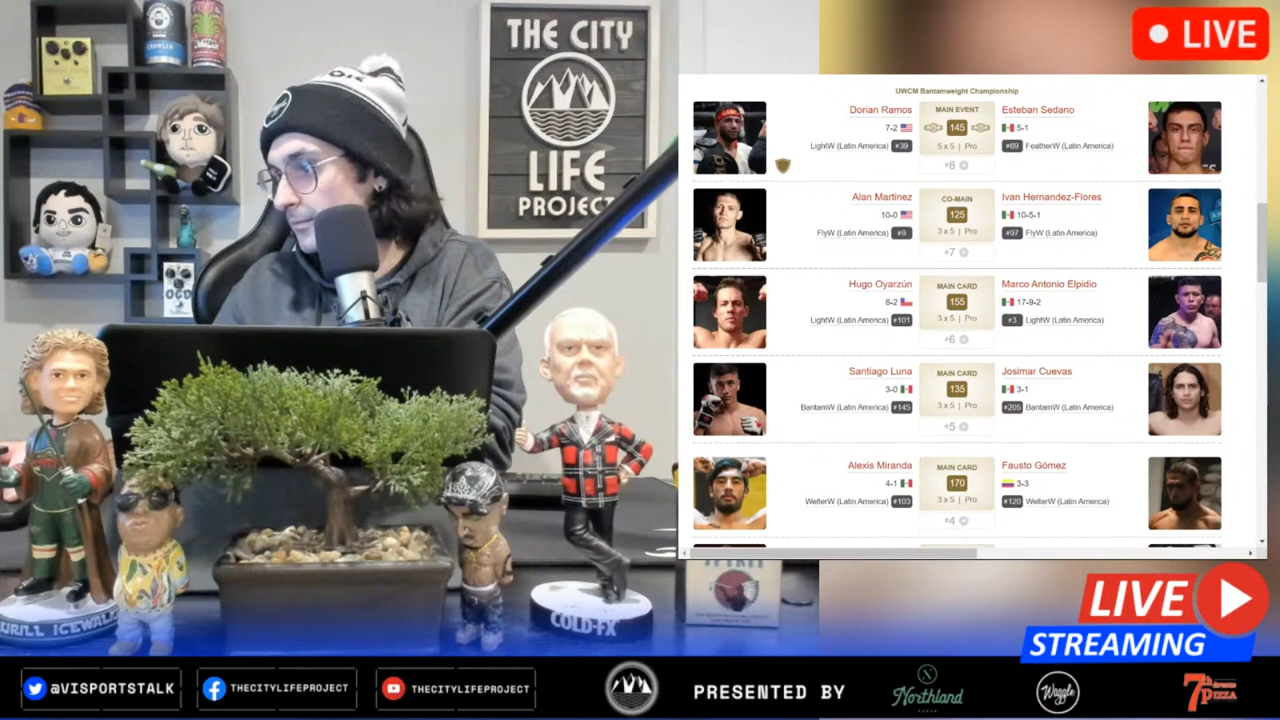 LIVE
THE CITY
LIFE
PROJECT
CRAWLER
UWCM Bantamweight Championship
Dorian Ramos
7-2
LightW (Latin America) #39
MAIN EVENT
145
5 x 5 | Pro
#8
Esteban Sedano
5-1
#69 FeatherW (Latin America)
Alan Martinez
10-0
FlyW (Latin America) #9
CO-MAIN
125
3 x 5 | Pro
#7
Ivan Hernandez-Flores
10-5-1
#97 FlyW (Latin America)
Hugo Oyarzún
8-2
LightW (Latin America) #101
MAIN CARD
155
3 x 5 | Pro
#6
Marco Antonio Elpidio
17-9-2
#3 LightW (Latin America)
Santiago Luna
3-0
BantamW (Latin America) #145
MAIN CARD
135
3 x 5 | Pro
#5
Josimar Cuevas
3-1
#205 BantamW (Latin America)
Alexis Miranda
4-1
WelterW (Latin America) #103
MAIN CARD
170
3 x 5 | Pro
#4
Fausto Gómez
3-3
#120 WelterW (Latin America)
KIRILL ICEWALK
COLD-FX
LIVE
STREAMING
@VISPORTSTALK
THECITYLIFEPROJECT
THECITYLIFEPROJECT
PRESENTED BY
Northland
Waggle
7th Avenue
PIZZA